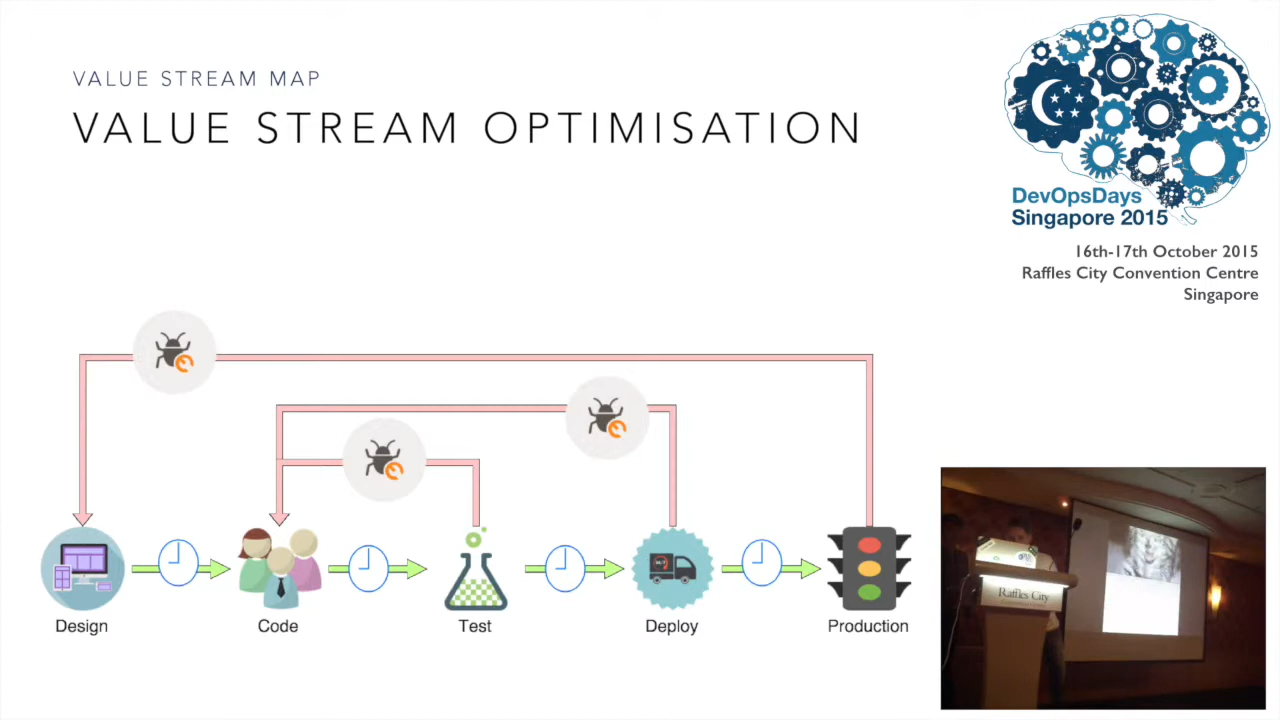 VALUE STREAM MAP
VALUE STREAM OPTIMISATION
DevOpsDays
Singapore 2015
16th-17th October 2015
Raffles City Convention Centre
Singapore
Design
Code
Test
Deploy
Production
Raffles City